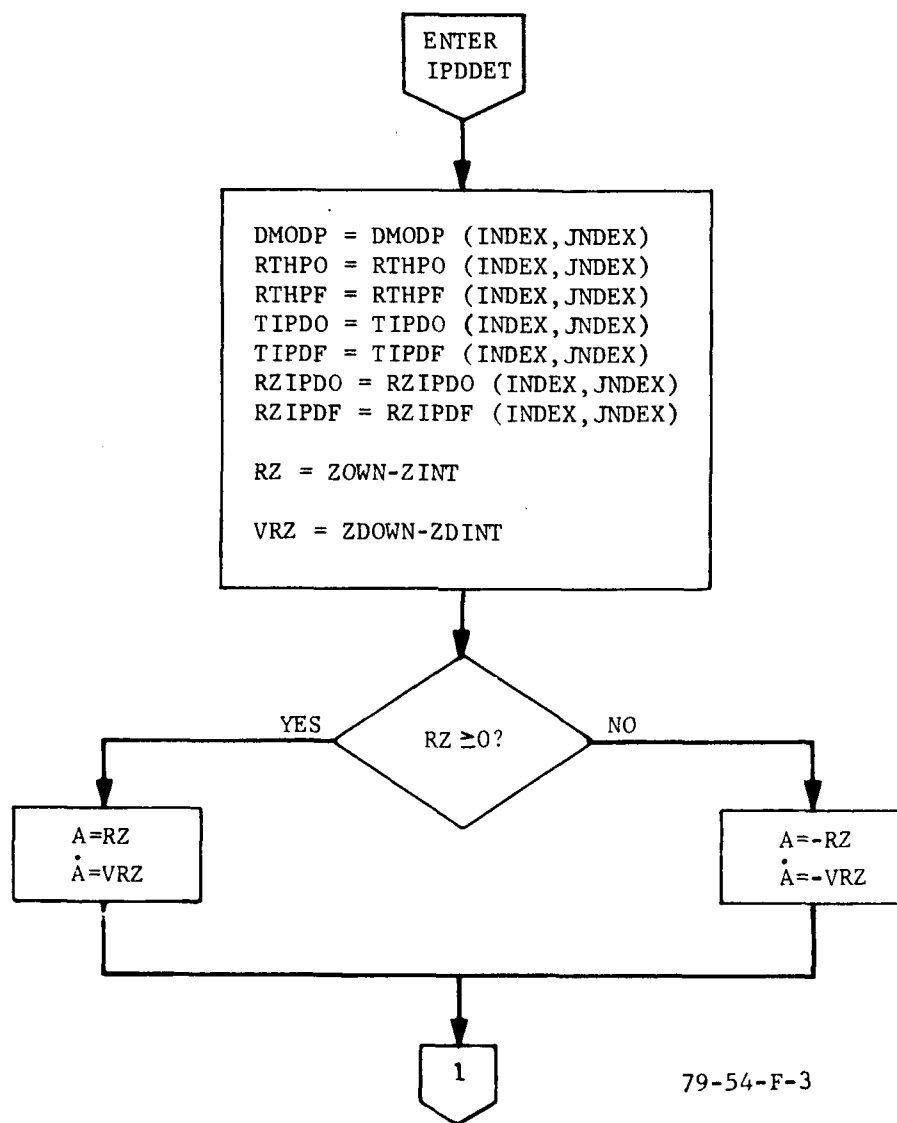 ENTER
IPDDET
DMODP = DMODP (INDEX,JNDEX)
RTHPO = RTHPO (INDEX,JNDEX)
RTHPF = RTHPF (INDEX,JNDEX)
TIPDO = TIPDO (INDEX,JNDEX)
TIPDF = TIPDF (INDEX,JNDEX)
RZIPDO = RZIPDO (INDEX,JNDEX)
RZIPDF = RZIPDF (INDEX,JNDEX)
RZ = ZOWN-ZINT
VRZ = ZDOWN-ZDINT
YES
RZ ≥0?
NO
A=RZ
Ȧ=VRZ
A=-RZ
Ȧ=-VRZ
1
79-54-F-3